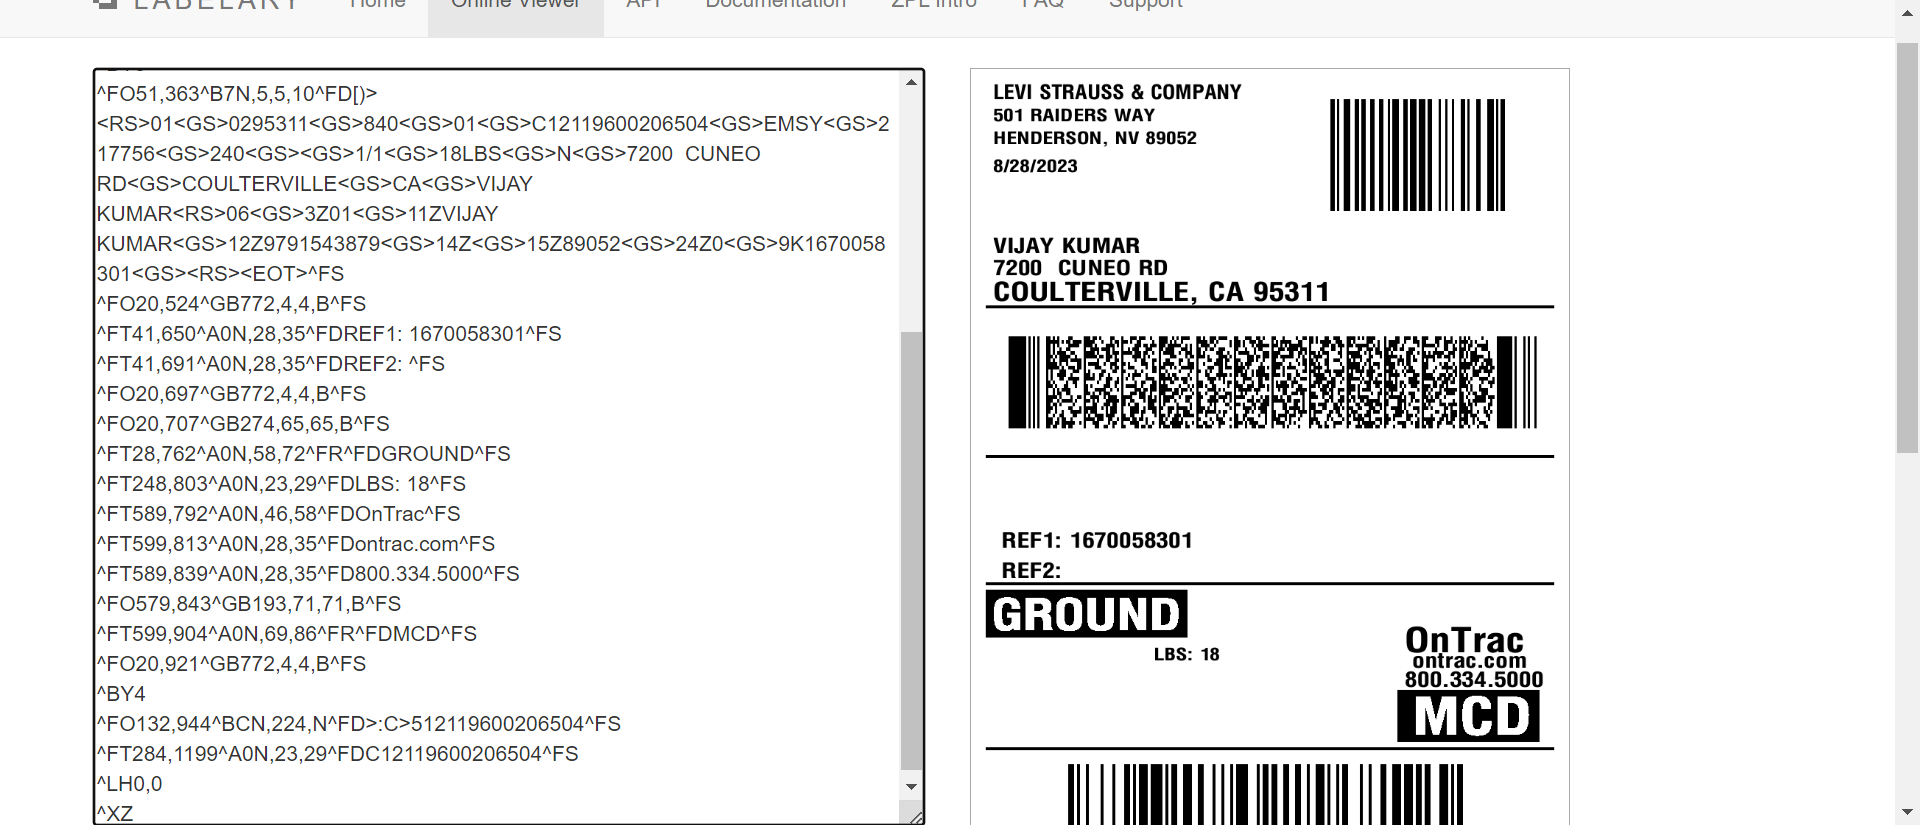 LABELARY Home Online Viewer API Documentation ZPL Intro FAQ Support
^FO51,363^B7N,5,5,10^FD[)>
<RS>01<GS>0295311<GS>840<GS>01<GS>C12119600206504<GS>EMSY<GS>2
17756<GS>240<GS><GS>1/1<GS>18LBS<GS>N<GS>7200  CUNEO
RD<GS>COULTERVILLE<GS>CA<GS>VIJAY
KUMAR<RS>06<GS>3Z01<GS>11ZVIJAY
KUMAR<GS>12Z9791543879<GS>14Z<GS>15Z89052<GS>24Z0<GS>9K1670058
301<GS><RS><EOT>^FS
^FO20,524^GB772,4,4,B^FS
^FT41,650^A0N,28,35^FDREF1: 1670058301^FS
^FT41,691^A0N,28,35^FDREF2: ^FS
^FO20,697^GB772,4,4,B^FS
^FO20,707^GB274,65,65,B^FS
^FT28,762^A0N,58,72^FR^FDGROUND^FS
^FT248,803^A0N,23,29^FDLBS: 18^FS
^FT589,792^A0N,46,58^FDOnTrac^FS
^FT599,813^A0N,28,35^FDontrac.com^FS
^FT589,839^A0N,28,35^FD800.334.5000^FS
^FO579,843^GB193,71,71,B^FS
^FT599,904^A0N,69,86^FR^FDMCD^FS
^FO20,921^GB772,4,4,B^FS
^BY4
^FO132,944^BCN,224,N^FD>:C>512119600206504^FS
^FT284,1199^A0N,23,29^FDC12119600206504^FS
^LH0,0
^XZ
LEVI STRAUSS & COMPANY
501 RAIDERS WAY
HENDERSON, NV 89052
8/28/2023
VIJAY KUMAR
7200  CUNEO RD
COULTERVILLE, CA 95311
REF1: 1670058301
REF2:
GROUND
LBS: 18
OnTrac
ontrac.com
800.334.5000
MCD